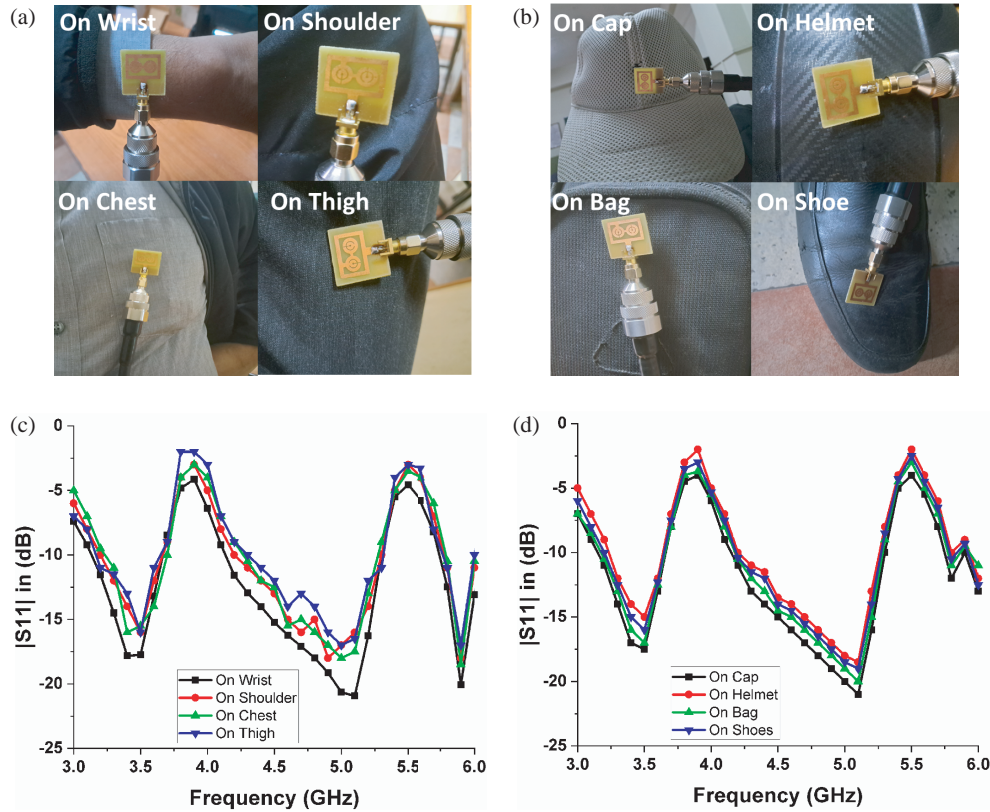 (a)
On Wrist
On Shoulder
On Chest
On Thigh
(b)
On Cap
On Helmet
On Bag
On Shoe
(c)
0
-5
-10
-15
-20
-25
|S11| in (dB)
On Wrist
On Shoulder
On Chest
On Thigh
3.0 3.5 4.0 4.5 5.0 5.5 6.0
Frequency (GHz)
(d)
0
-5
-10
-15
-20
-25
|S11| in (dB)
On Cap
On Helmet
On Bag
On Shoes
3.0 3.5 4.0 4.5 5.0 5.5 6.0
Frequency (GHz)